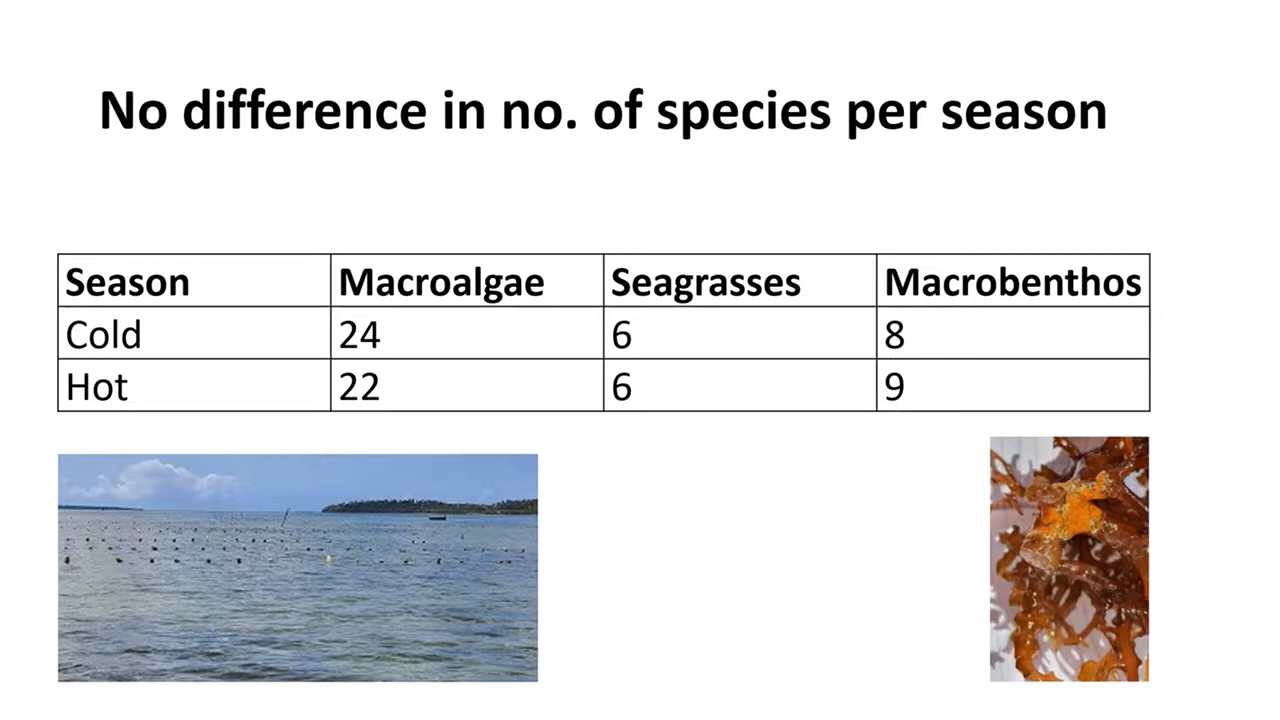 No difference in no. of species per season
Season Macroalgae Seagrasses Macrobenthos
Cold 24 6 8
Hot 22 6 9